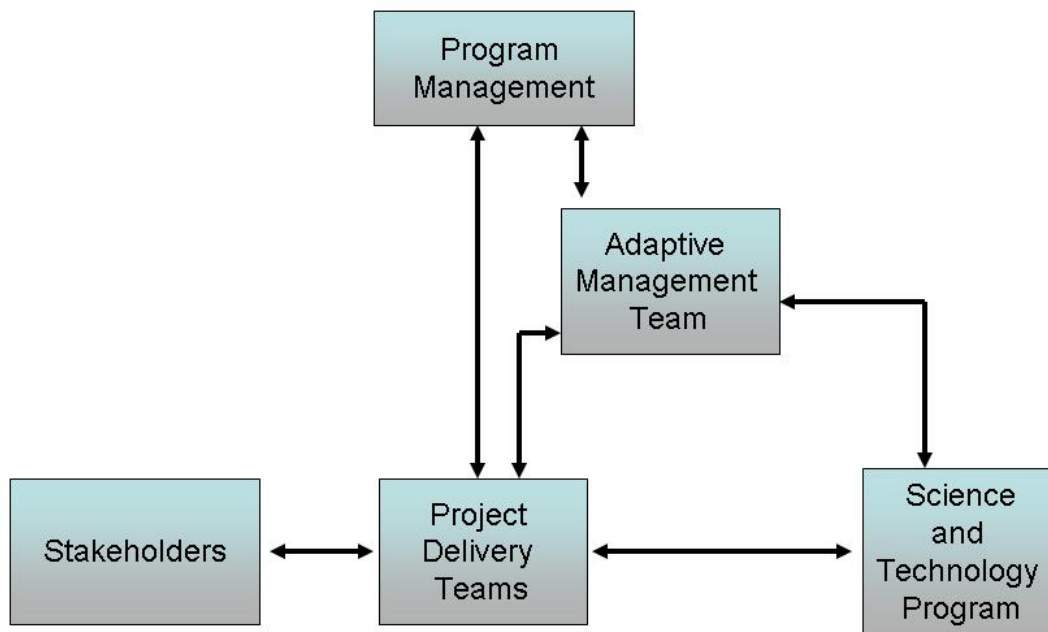 Program
Management
Adaptive
Management
Team
Stakeholders
Project
Delivery
Teams
Science
and
Technology
Program